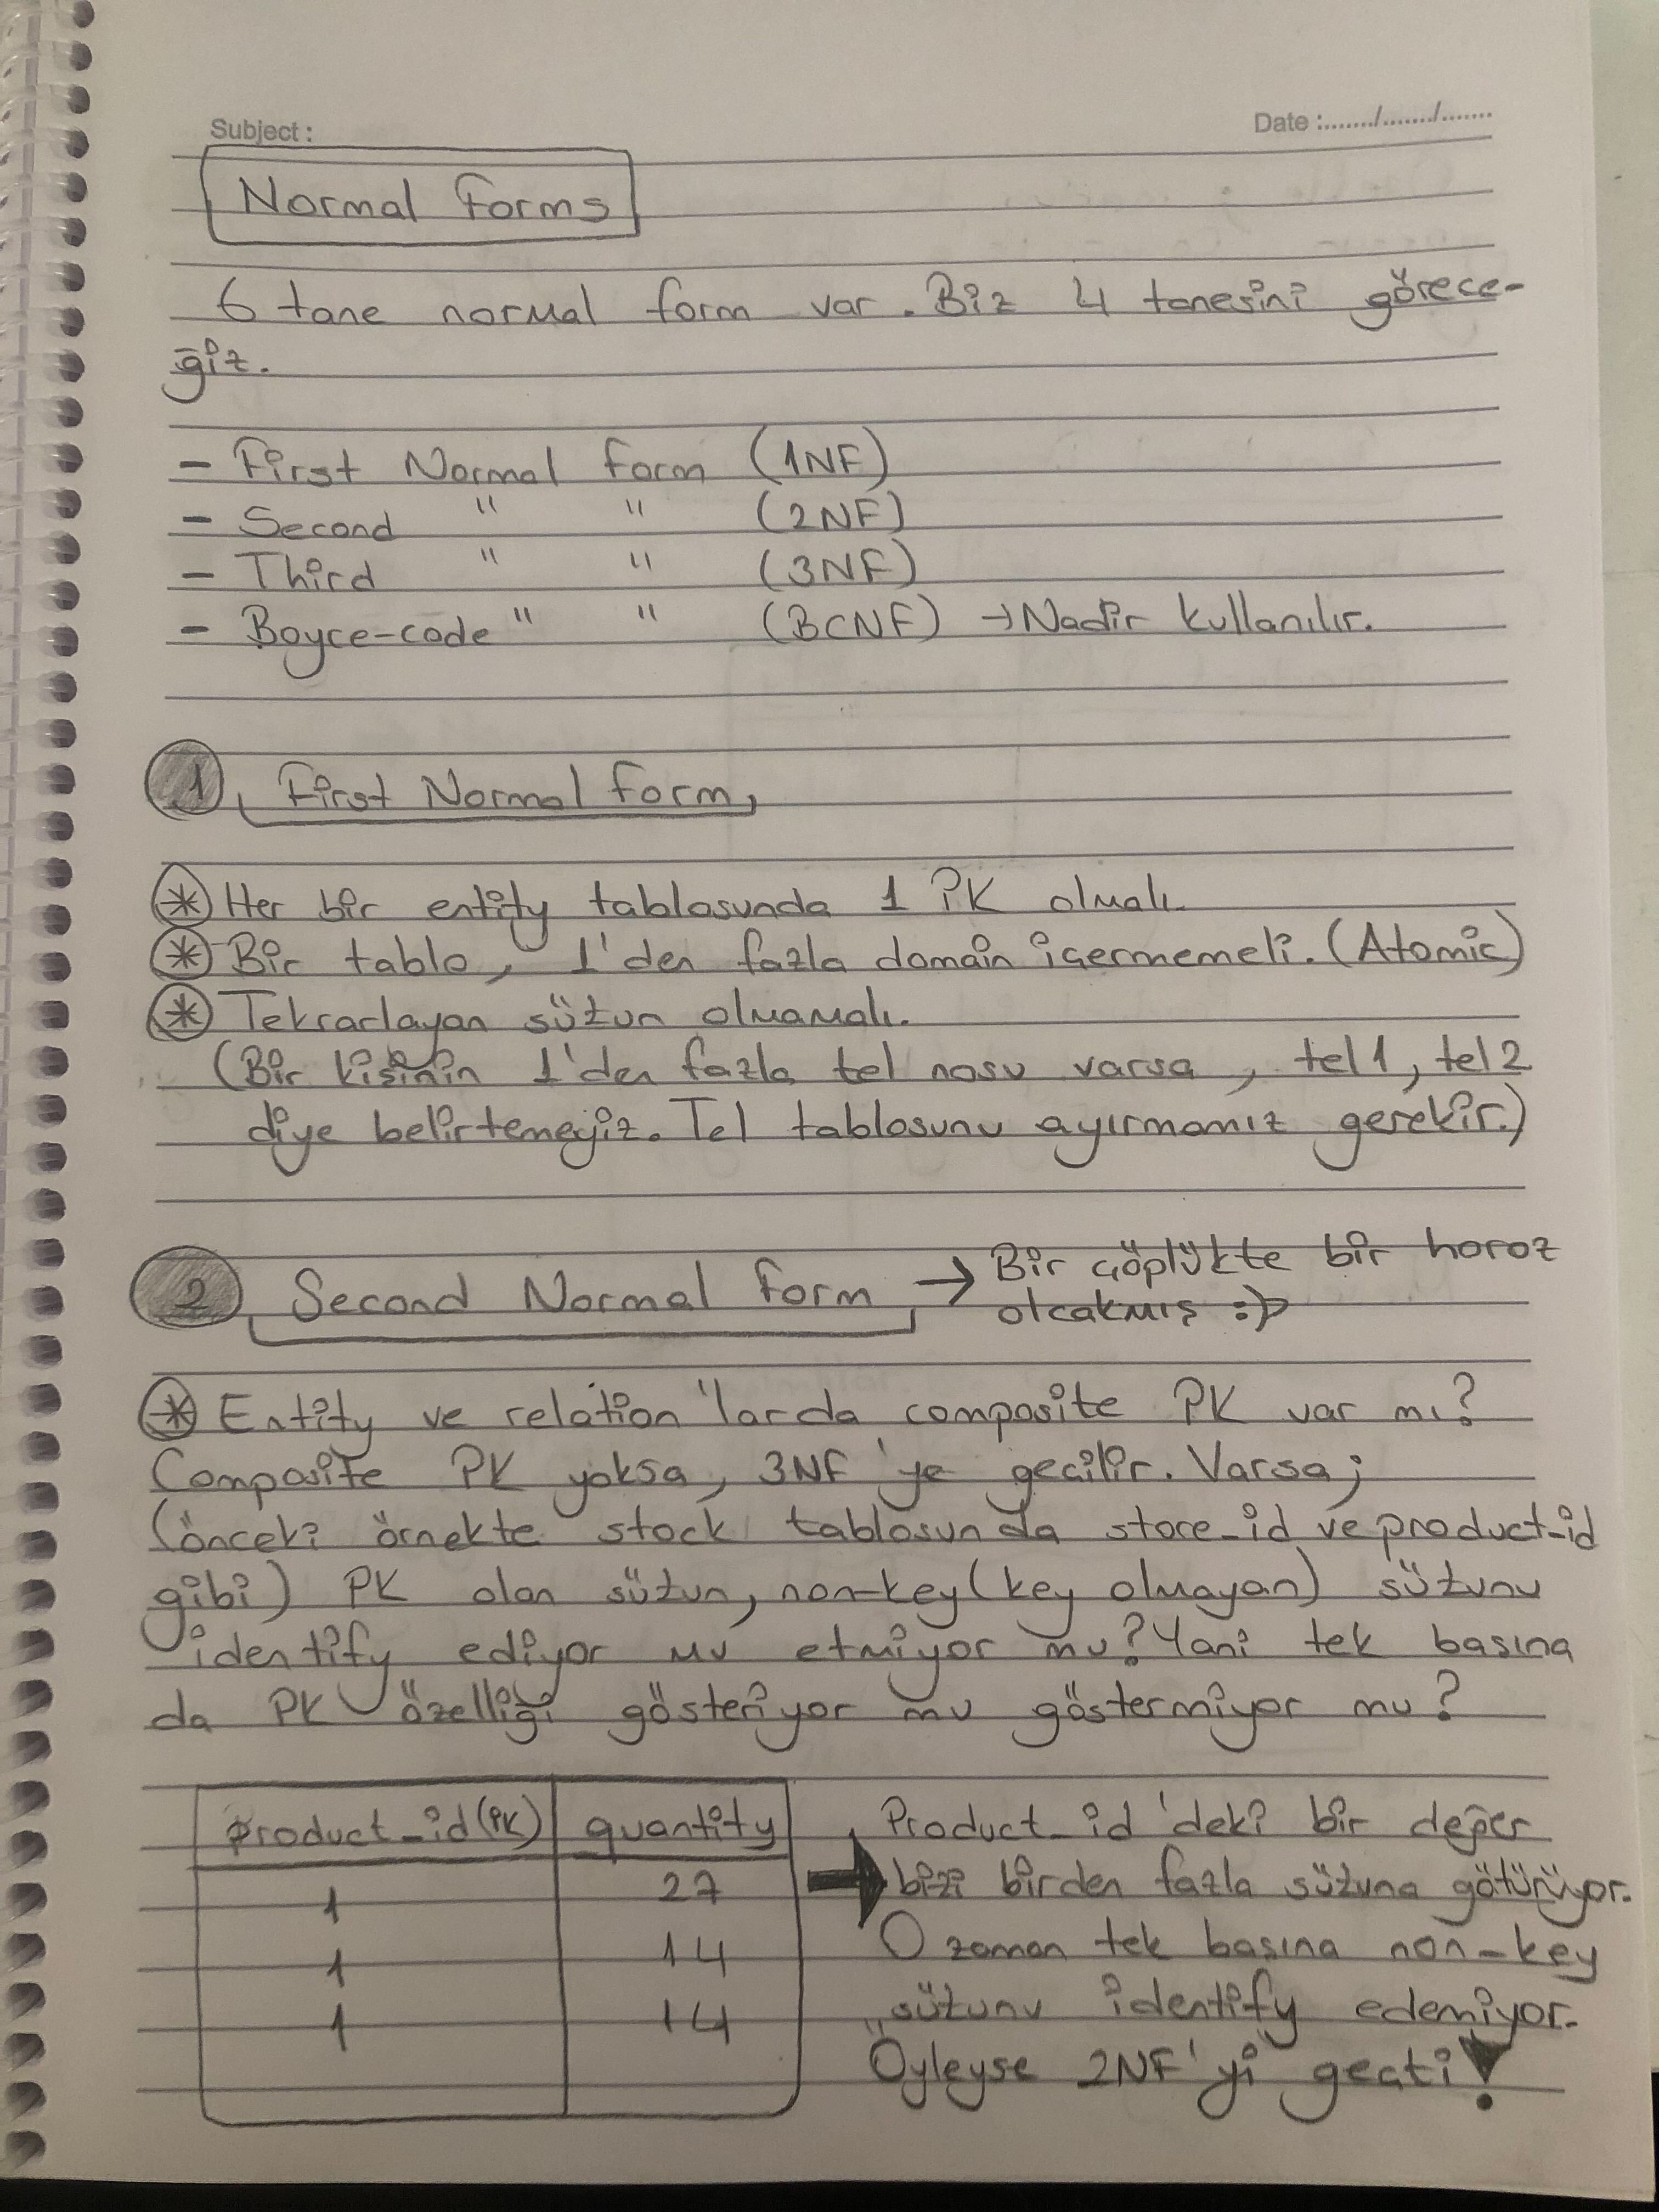 Subject :
Date :......../......../.......
Normal Forms
6 tane normal form var. Biz 4 tanesini görece-
ğiz.
- First Normal Form (1NF)
- Second " " (2NF)
- Third " " (3NF)
- Boyce-code " " (BCNF) → Nadir kullanılır.
1 First Normal Form
* Her bir entity tablosunda 1 PK olmalı
* Bir tablo, 1'den fazla domain içermemeli. (Atomic)
* Tekrarlayan sütun olmamalı.
(Bir kişinin 1'den fazla tel nosu varsa, tel1, tel2
diye belirtemeyiz. Tel tablosunu ayırmamız gerekir.)
2 Second Normal Form → Bir çöplükte bir horoz
olcakmış :p
* Entity ve relation'larda composite PK var mı?
Composite PK yoksa, 3NF'ye geçilir. Varsa;
(önceki örnekte stock tablosunda store_id ve product_id
gibi) PK olan sütun, non-key (key olmayan) sütunu
identify ediyor mu etmiyor mu? Yani tek başına
da PK özelliği gösteriyor mu göstermiyor mu?
product_id (PK) quantity
1 27
1 14
1 14
→ Product_id'deki bir değer
bizi birden fazla sütuna götürüyor.
O zaman tek basına non-key
sütunu identify edemiyor.
Öyleyse 2NF'yi geçti!